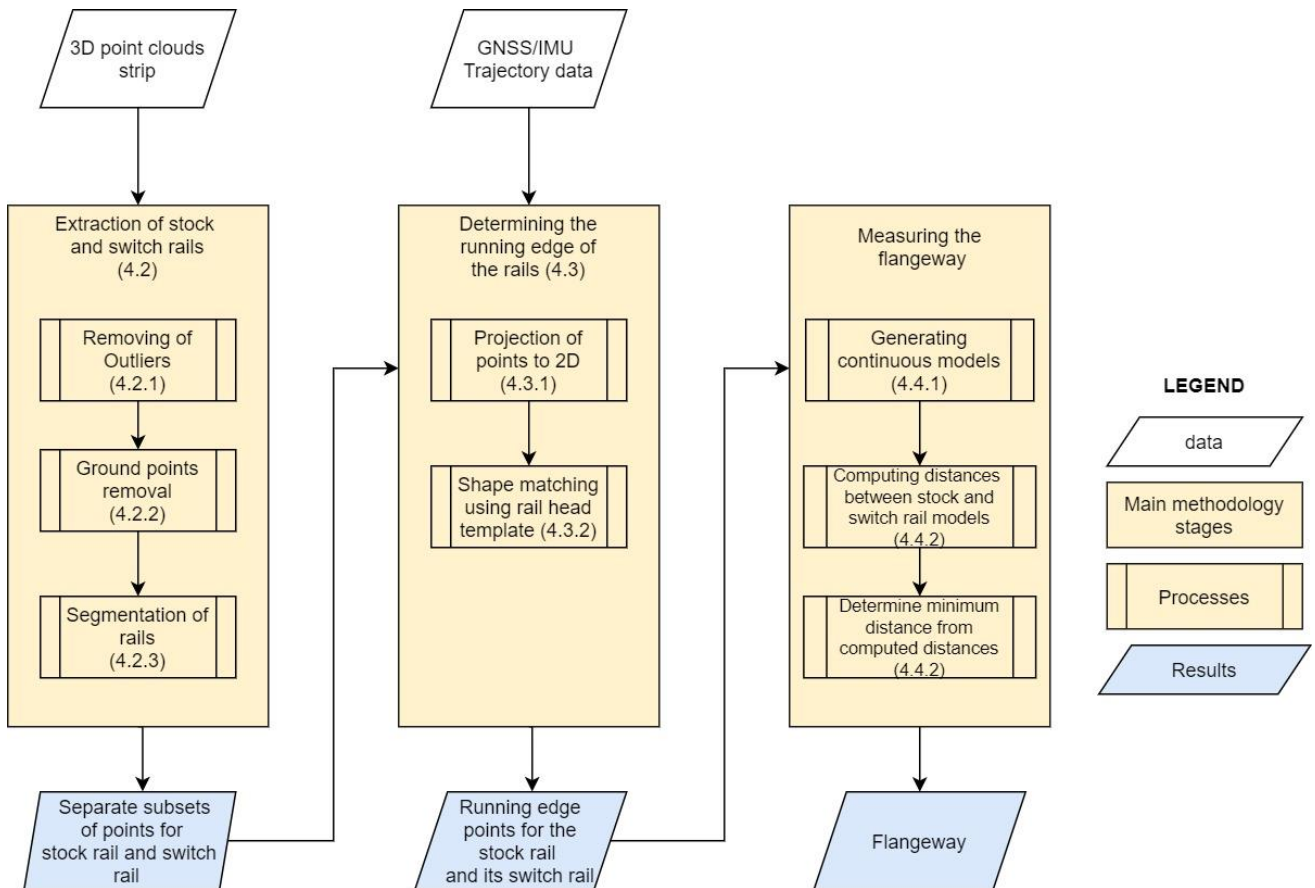 3D point clouds
strip
GNSS/IMU
Trajectory data
Extraction of stock
and switch rails
(4.2)
Removing of
Outliers
(4.2.1)
Ground points
removal
(4.2.2)
Segmentation of
rails
(4.2.3)
Separate subsets
of points for
stock rail and switch
rail
Determining the
running edge of
the rails (4.3)
Projection of
points to 2D
(4.3.1)
Shape matching
using rail head
template (4.3.2)
Running edge
points for the
stock rail
and its switch rail
Measuring the
flangeway
Generating
continuous models
(4.4.1)
Computing distances
between stock and
switch rail models
(4.4.2)
Determine minimum
distance from
computed distances
(4.4.2)
Flangeway
LEGEND
data
Main methodology
stages
Processes
Results